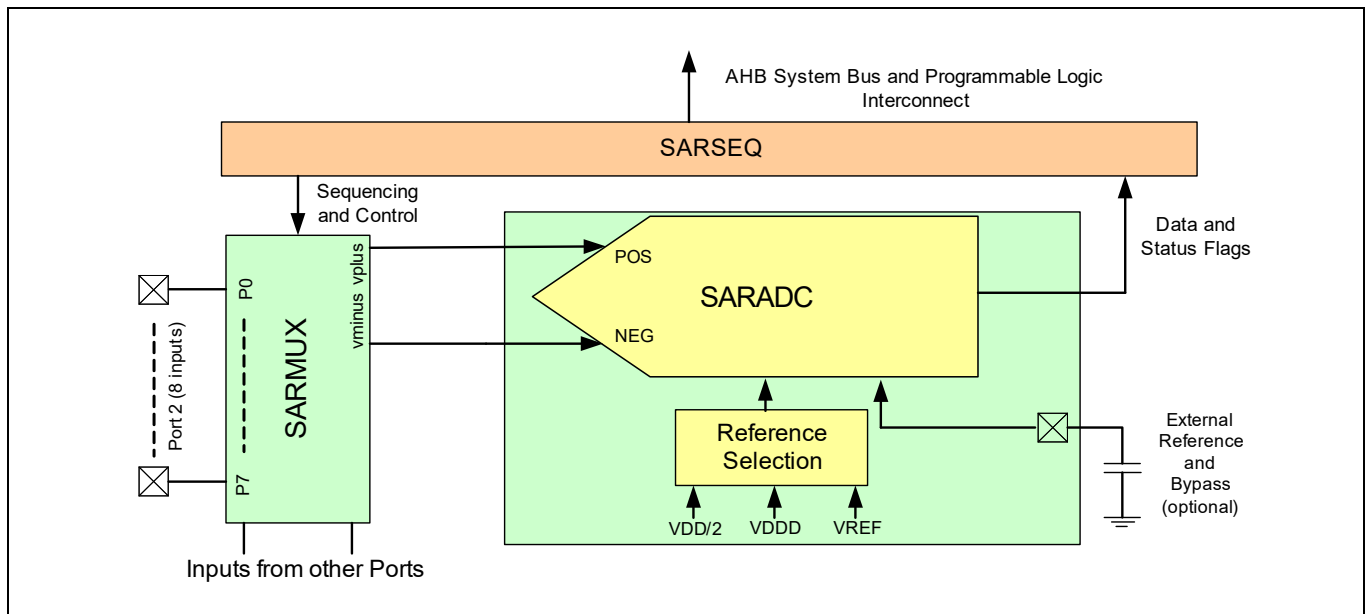 AHB System Bus and Programmable Logic
Interconnect
SARSEQ
Sequencing
and Control
Data and
Status Flags
vminus vplus
POS
P0
SARADC
SARMUX
Port 2 (8 inputs)
NEG
P7
Reference
Selection
External
Reference
and
Bypass
(optional)
VDD/2
VDDD
VREF
Inputs from other Ports